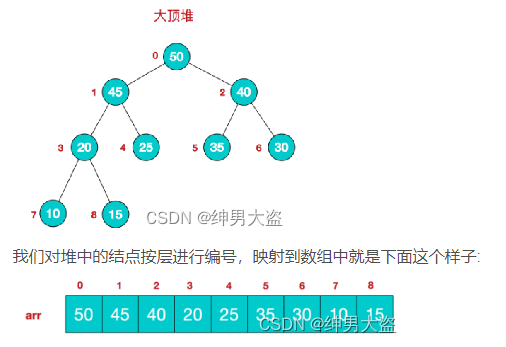 大顶堆
0 50
1 45 2 40
3 20 4 25 5 35 6 30
7 10 8 15 CSDN @绅男大盗
我们对堆中的结点按层进行编号，映射到数组中就是下面这个样子:
0 1 2 3 4 5 6 7 8
arr 50 45 40 20 25 35 30 10 15
CSDN @绅男大盗